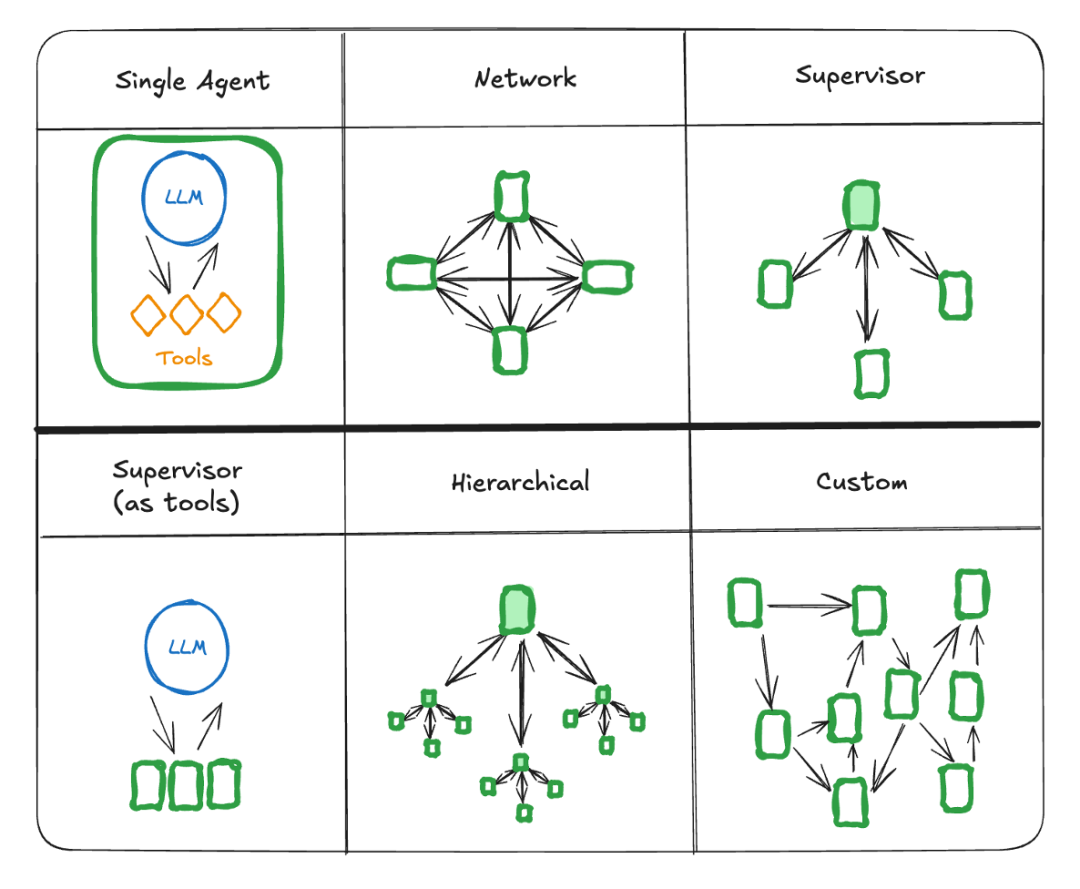 Single Agent
Network
Supervisor
LLM
Tools
Supervisor
(as tools)
Hierarchical
Custom
LLM